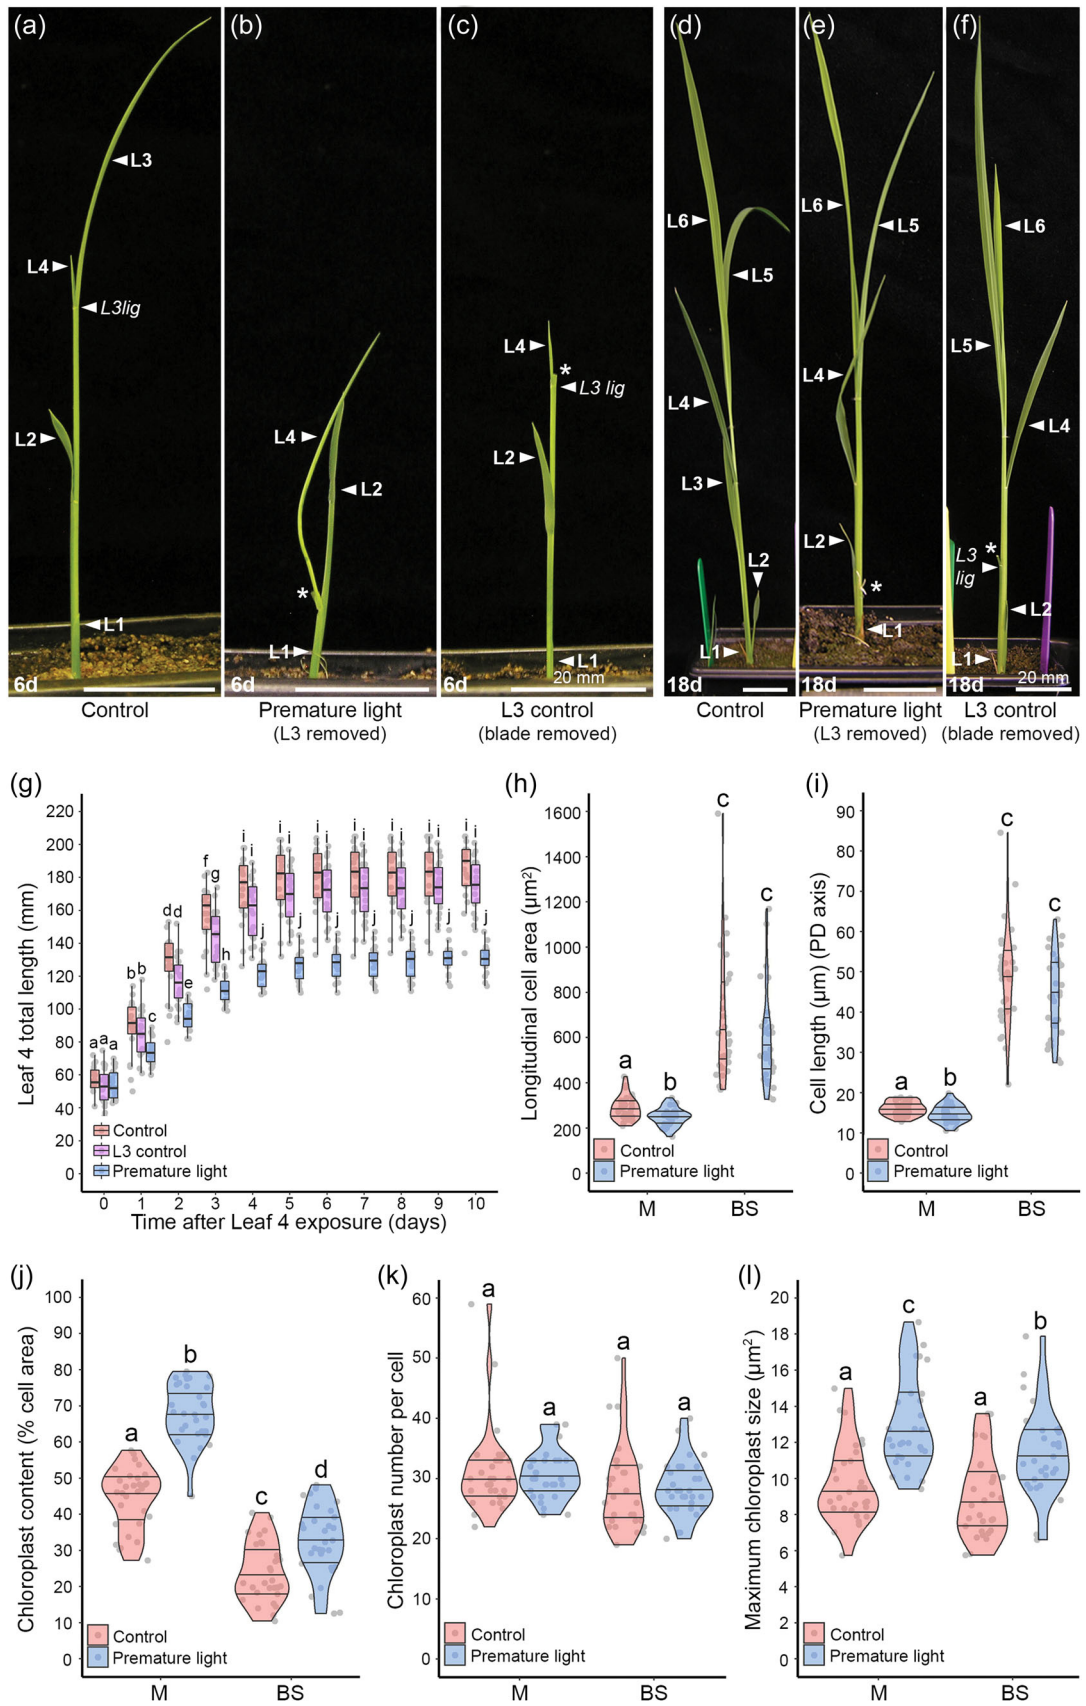 (a)
L3
L4
L3lig
L2
L1
6d
Control
(b)
L4
L2
*
L1
6d
Premature light
(L3 removed)
(c)
L4
*
L3 lig
L2
L1
20 mm
6d
L3 control
(blade removed)
(d)
L6
L5
L4
L3
L2
L1
18d
Control
(e)
L6
L5
L4
L2
*
L1
18d
Premature light
(L3 removed)
(f)
L6
L5
L4
*
L3
lig
L2
L1
20 mm
18d
L3 control
(blade removed)
(g)
Leaf 4 total length (mm)
220
200
180
160
140
120
100
80
60
40
20
0
a a a
b b c
d d e
f g h
i i j
i i j
i i j
i i j
i i j
i i j
i i j
Control
L3 control
Premature light
0 1 2 3 4 5 6 7 8 9 10
Time after Leaf 4 exposure (days)
(h)
Longitudinal cell area (µm²)
1600
1400
1200
1000
800
600
400
200
0
a
b
c
c
Control
Premature light
M BS
(i)
Cell length (µm) (PD axis)
90
80
70
60
50
40
30
20
10
0
a
b
c
c
Control
Premature light
M BS
(j)
Chloroplast content (% cell area)
100
90
80
70
60
50
40
30
20
10
0
a
b
c
d
Control
Premature light
M BS
(k)
Chloroplast number per cell
60
50
40
30
20
10
0
a
a
a
a
Control
Premature light
M BS
(l)
Maximum chloroplast size (µm²)
20
18
16
14
12
10
8
6
4
2
0
a
c
a
b
Control
Premature light
M BS